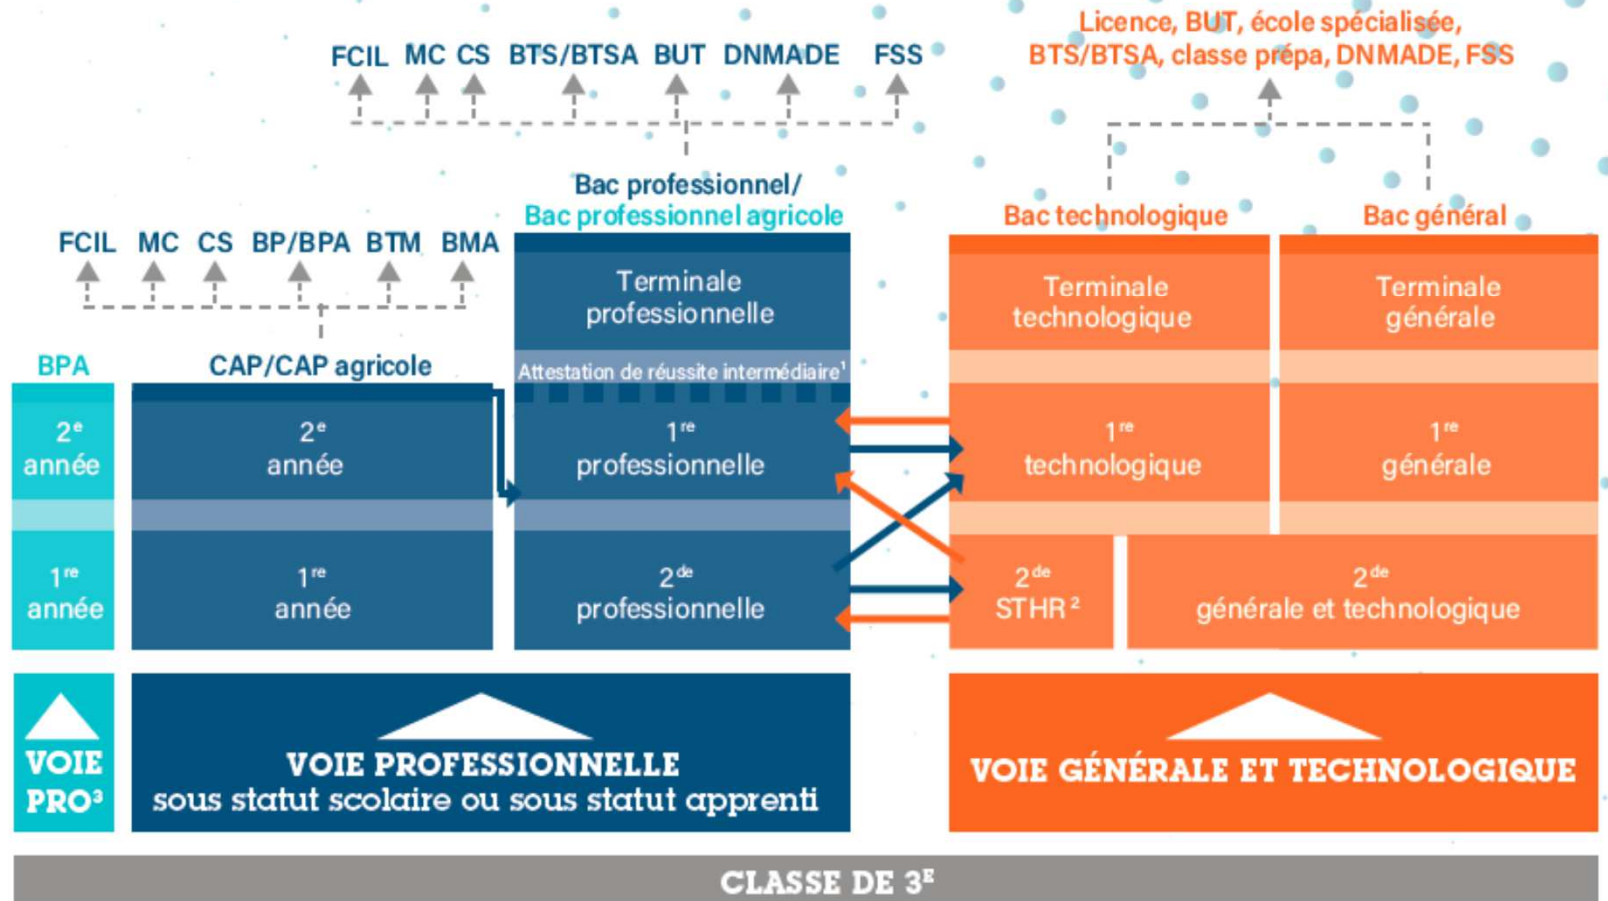 Licence, BUT, école spécialisée,
BTS/BTSA, classe prépa, DNMADE, FSS
FCIL MC CS BTS/BTSA BUT DNMADE FSS
Bac professionnel/
Bac professionnel agricole
Bac technologique
Bac général
FCIL MC CS BP/BPA BTM BMA
Terminale
professionnelle
Terminale
technologique
Terminale
générale
BPA
CAP/CAP agricole
Attestation de réussite intermédiaire¹
2e
année
2e
année
1re
professionnelle
1re
technologique
1re
générale
1re
année
1re
année
2de
professionnelle
2de
STHR ²
2de
générale et technologique
VOIE
PRO³
VOIE PROFESSIONNELLE
sous statut scolaire ou sous statut apprenti
VOIE GÉNÉRALE ET TECHNOLOGIQUE
CLASSE DE 3E